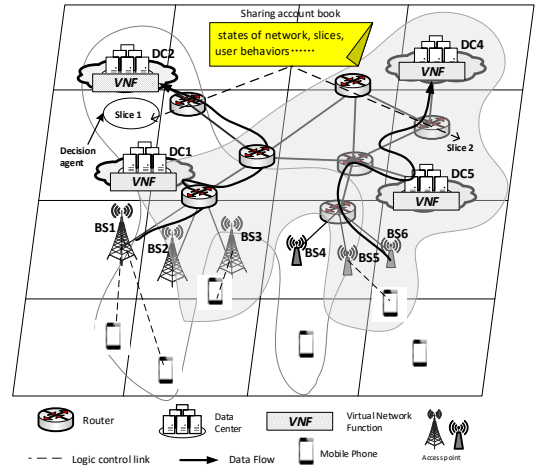 Sharing account book
states of network, slices,
user behaviors······
DC2
DC4
VNF
VNF
Slice 1
Decision
agent
Slice 2
DC1
VNF
DC5
VNF
BS1
BS2
BS3
BS4
BS5
BS6
Router
Data
Center
VNF
Virtual Network
Function
Access point
Logic control link
Data Flow
Mobile Phone